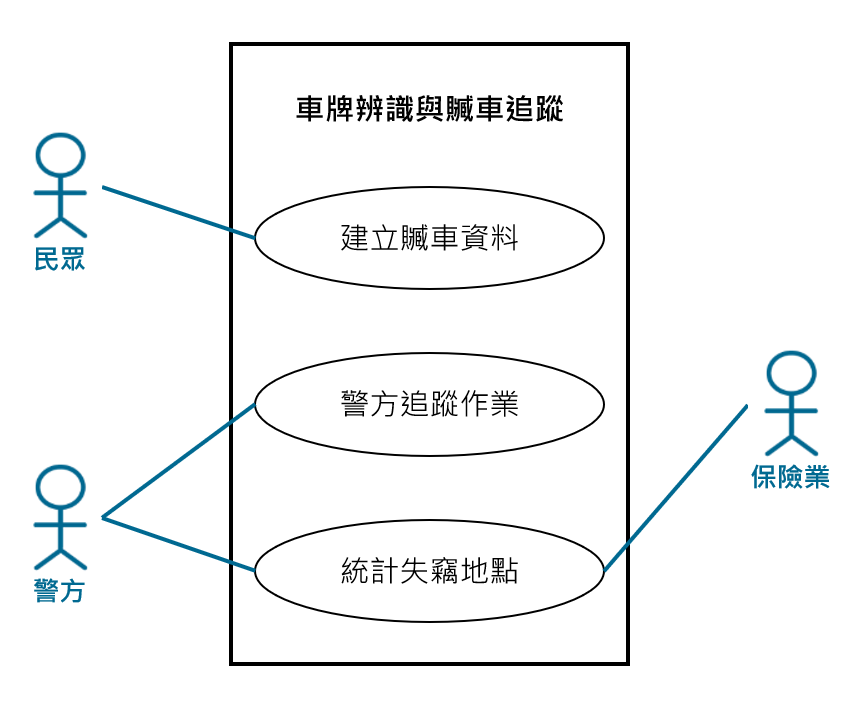 車牌辨識與贓車追蹤
民眾
建立贓車資料
警方追蹤作業
警方
統計失竊地點
保險業